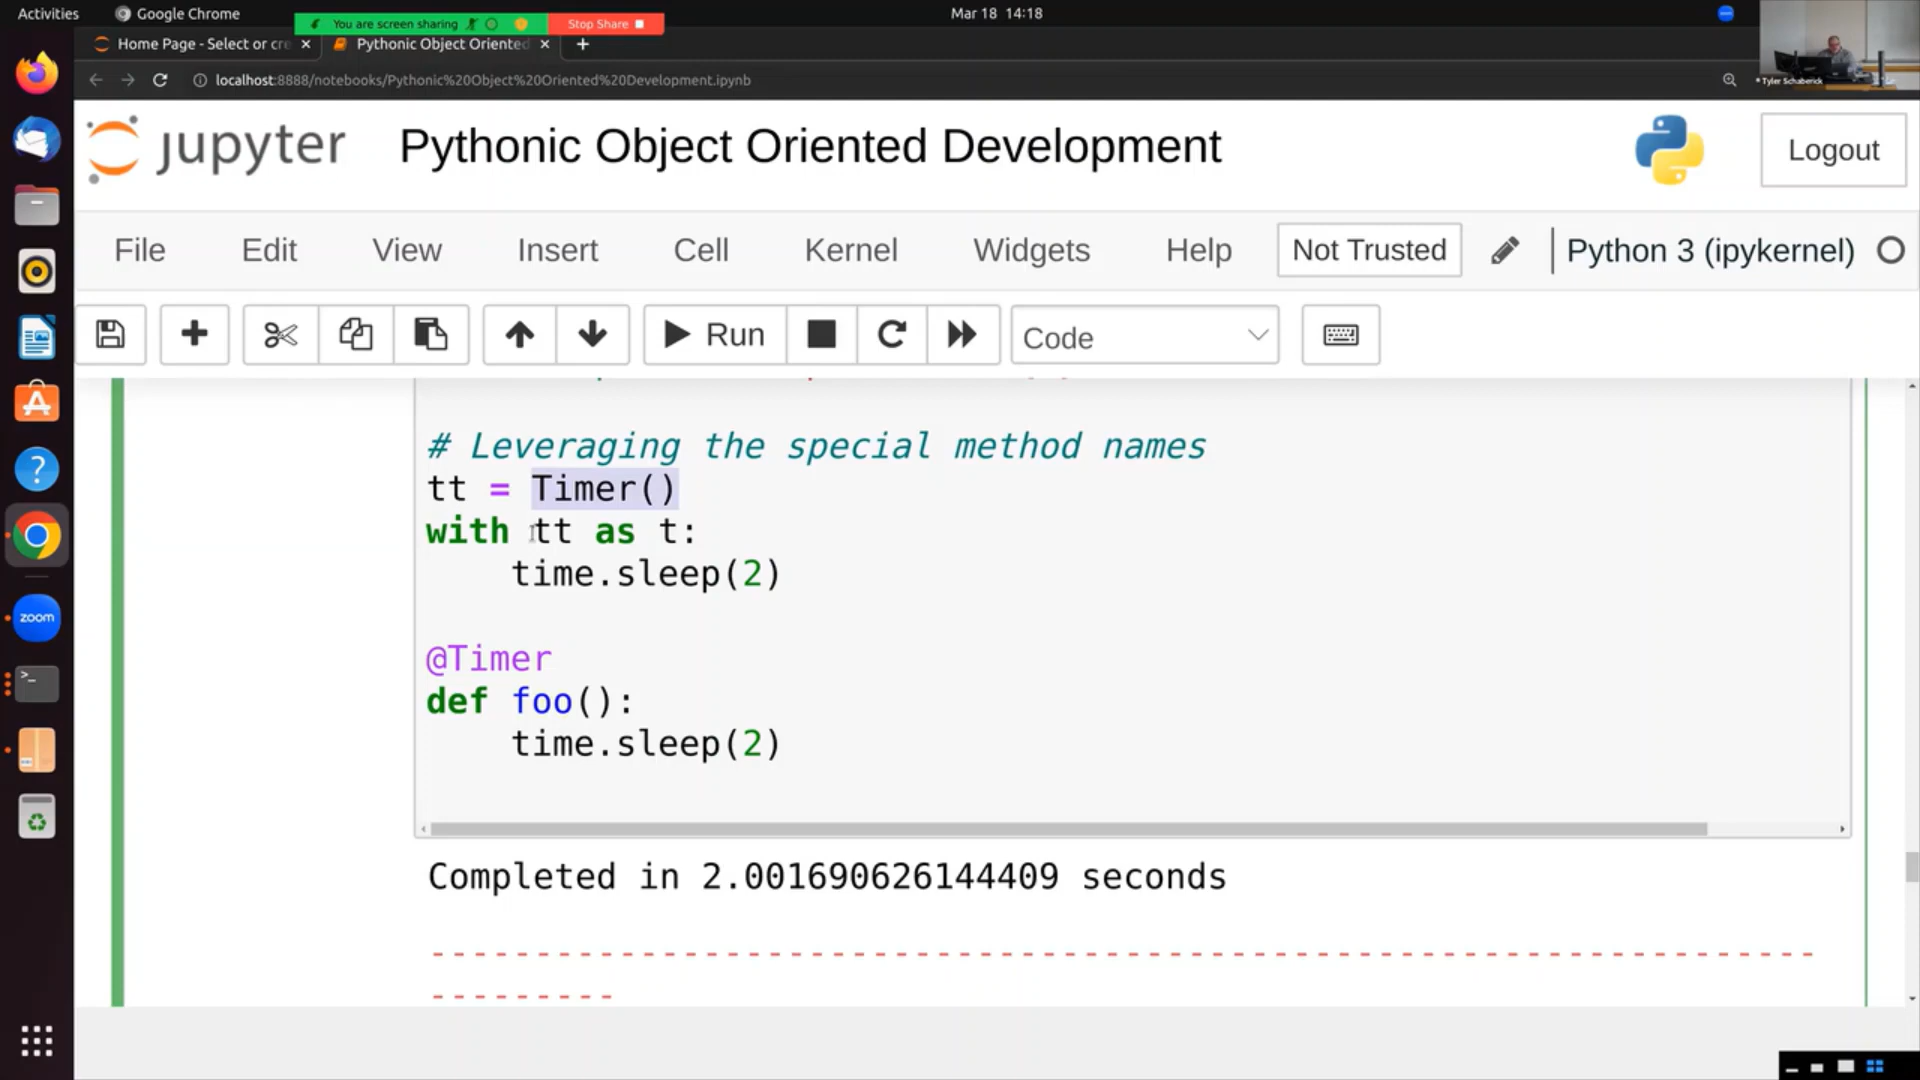 Activities
Google Chrome
You are screen sharing
Stop Share
Mar 18 14:18
Home Page - Select or cre
Pythonic Object Oriented
localhost:8888/notebooks/Pythonic%20Object%20Oriented%20Development.ipynb
Tyler Schaberick
jupyter
Pythonic Object Oriented Development
Logout
File
Edit
View
Insert
Cell
Kernel
Widgets
Help
Not Trusted
Python 3 (ipykernel)
Run
Code
# Leveraging the special method names
tt = Timer()
with tt as t:
    time.sleep(2)
@Timer
def foo():
    time.sleep(2)
Completed in 2.001690626144409 seconds
------------------------------------------------------------------
---------
zoom